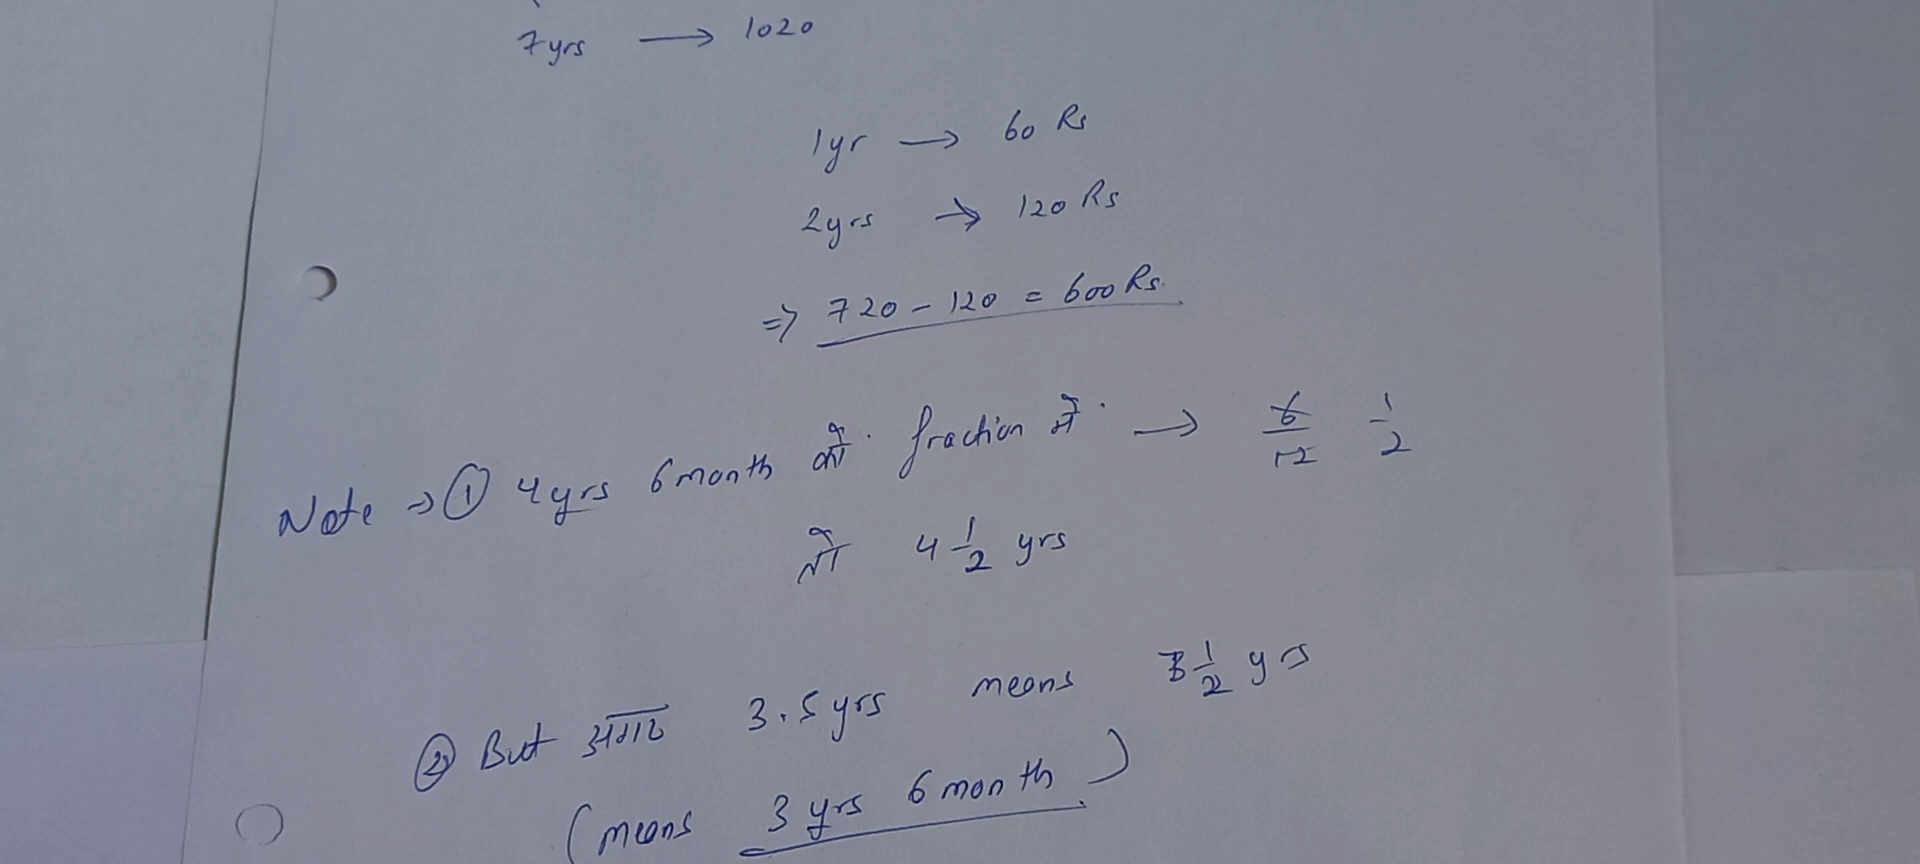 7yrs → 1020
1yr → 60 Rs
2yrs → 120 Rs
⇒ 720 - 120 = 600 Rs.
Note → ① 4yrs 6month को fraction में → 6/12 1/2
तो 4 1/2 yrs
② But अगर 3.5yrs means 3 1/2 yrs
(means 3 yrs 6 month)